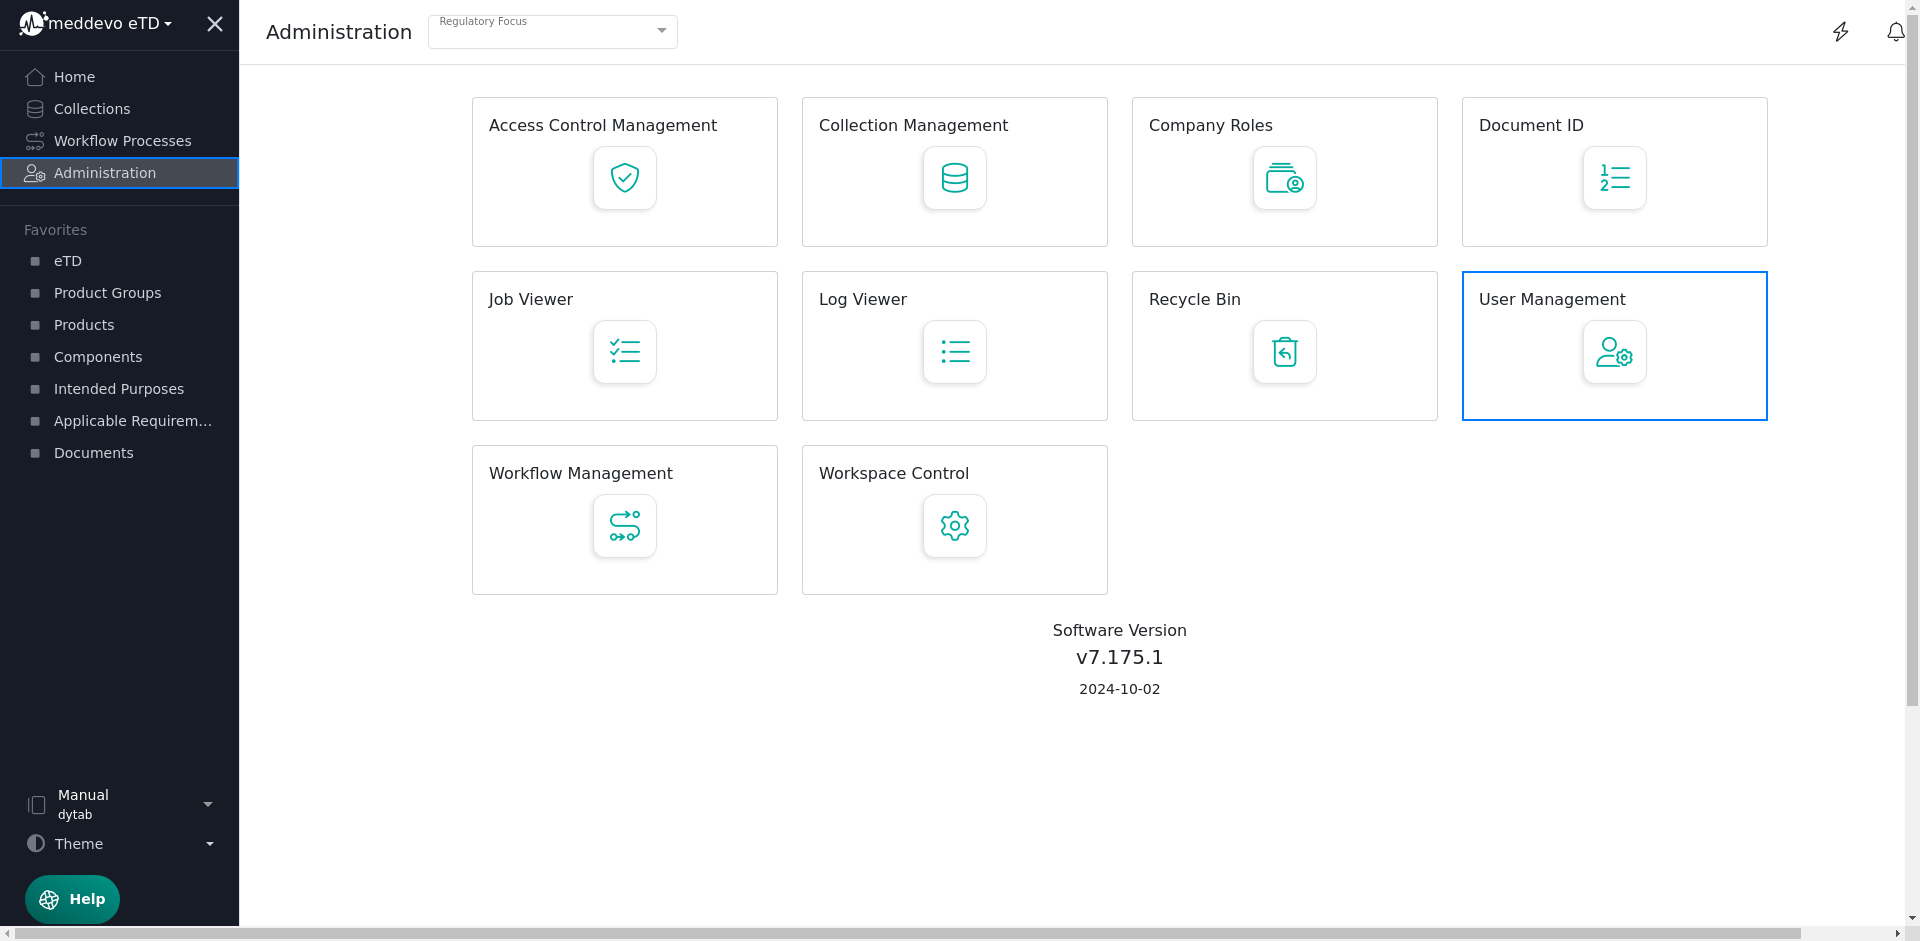 meddevo eTD
Home
Collections
Workflow Processes
Administration
Favorites
eTD
Product Groups
Products
Components
Intended Purposes
Applicable Requirem...
Documents
Manual
dytab
Theme
Help
Administration
Regulatory Focus
Access Control Management
Collection Management
Company Roles
Document ID
1
2
Job Viewer
Log Viewer
Recycle Bin
User Management
Workflow Management
Workspace Control
Software Version
v7.175.1
2024-10-02